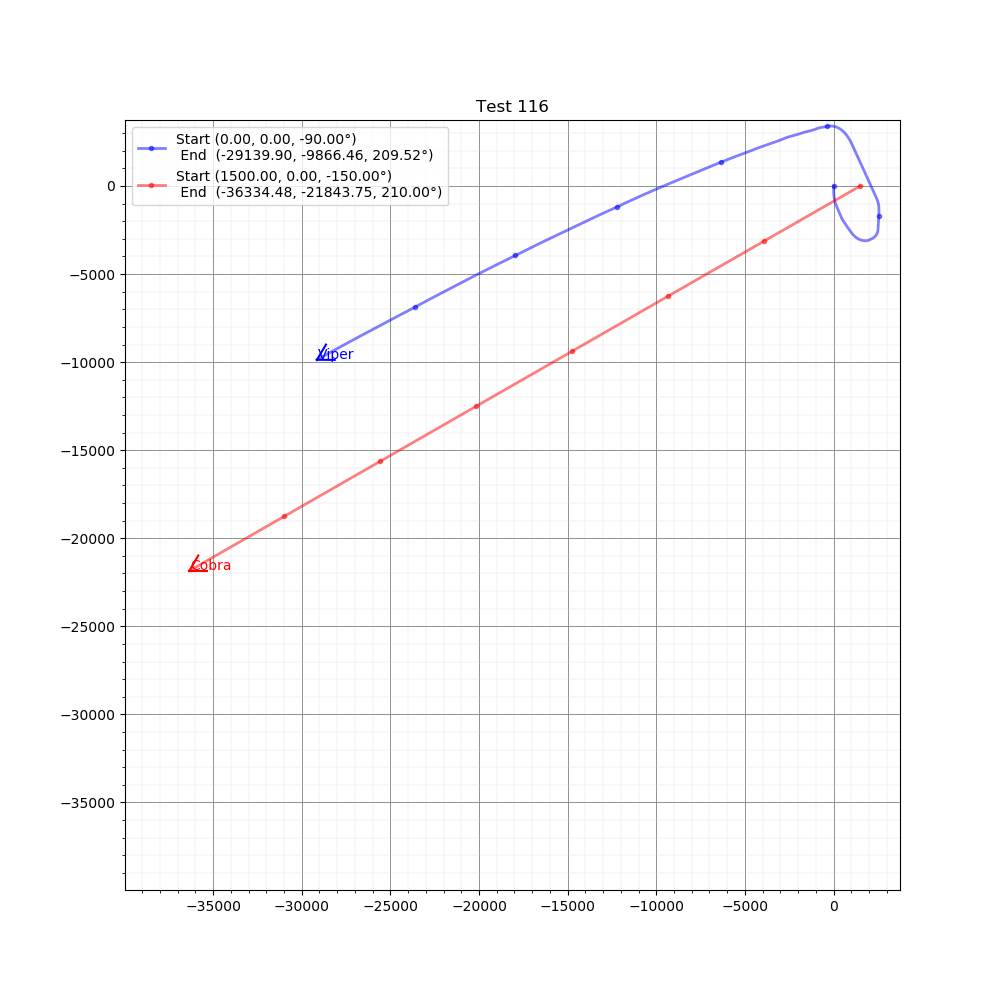 Test 116
Start (0.00, 0.00, -90.00°)
End  (-29139.90, -9866.46, 209.52°)
Start (1500.00, 0.00, -150.00°)
End  (-36334.48, -21843.75, 210.00°)
0
−5000
−10000
−15000
−20000
−25000
−30000
−35000
Viper
Cobra
−35000 −30000 −25000 −20000 −15000 −10000 −5000 0